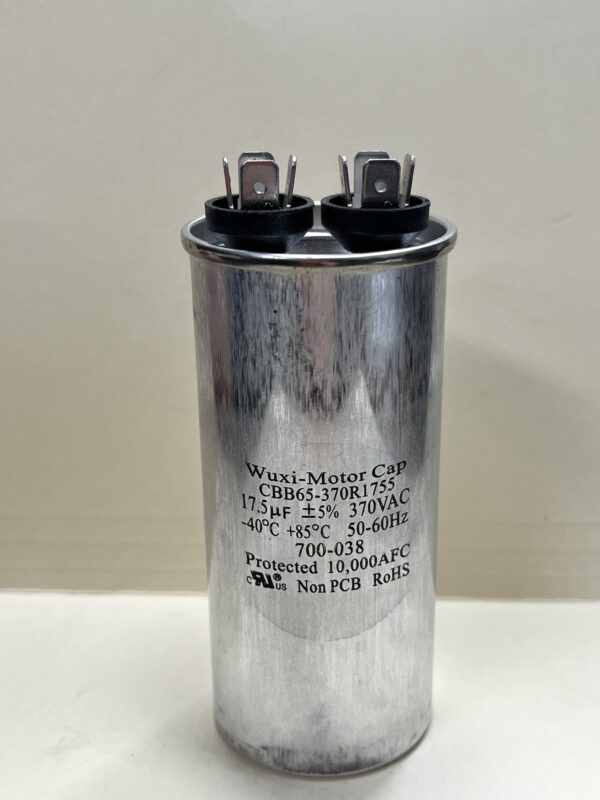 Wuxi-Motor Cap
CBB65-370R1755
17.5μF ±5% 370VAC
-40°C +85°C 50-60Hz
700-038
Protected 10,000AFC
c RU® US Non PCB RoHS